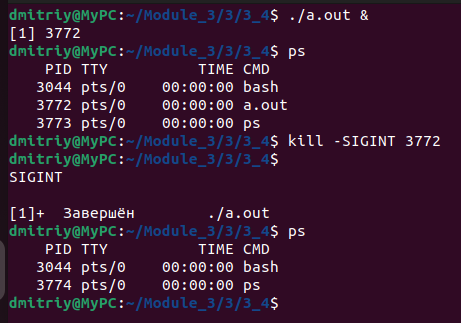 dmitriy@MyPC:~/Module_3/3/3_4$ ./a.out &
[1] 3772
dmitriy@MyPC:~/Module_3/3/3_4$ ps
    PID TTY          TIME CMD
   3044 pts/0    00:00:00 bash
   3772 pts/0    00:00:00 a.out
   3773 pts/0    00:00:00 ps
dmitriy@MyPC:~/Module_3/3/3_4$ kill -SIGINT 3772
dmitriy@MyPC:~/Module_3/3/3_4$
SIGINT
[1]+  Завершён        ./a.out
dmitriy@MyPC:~/Module_3/3/3_4$ ps
    PID TTY          TIME CMD
   3044 pts/0    00:00:00 bash
   3774 pts/0    00:00:00 ps
dmitriy@MyPC:~/Module_3/3/3_4$